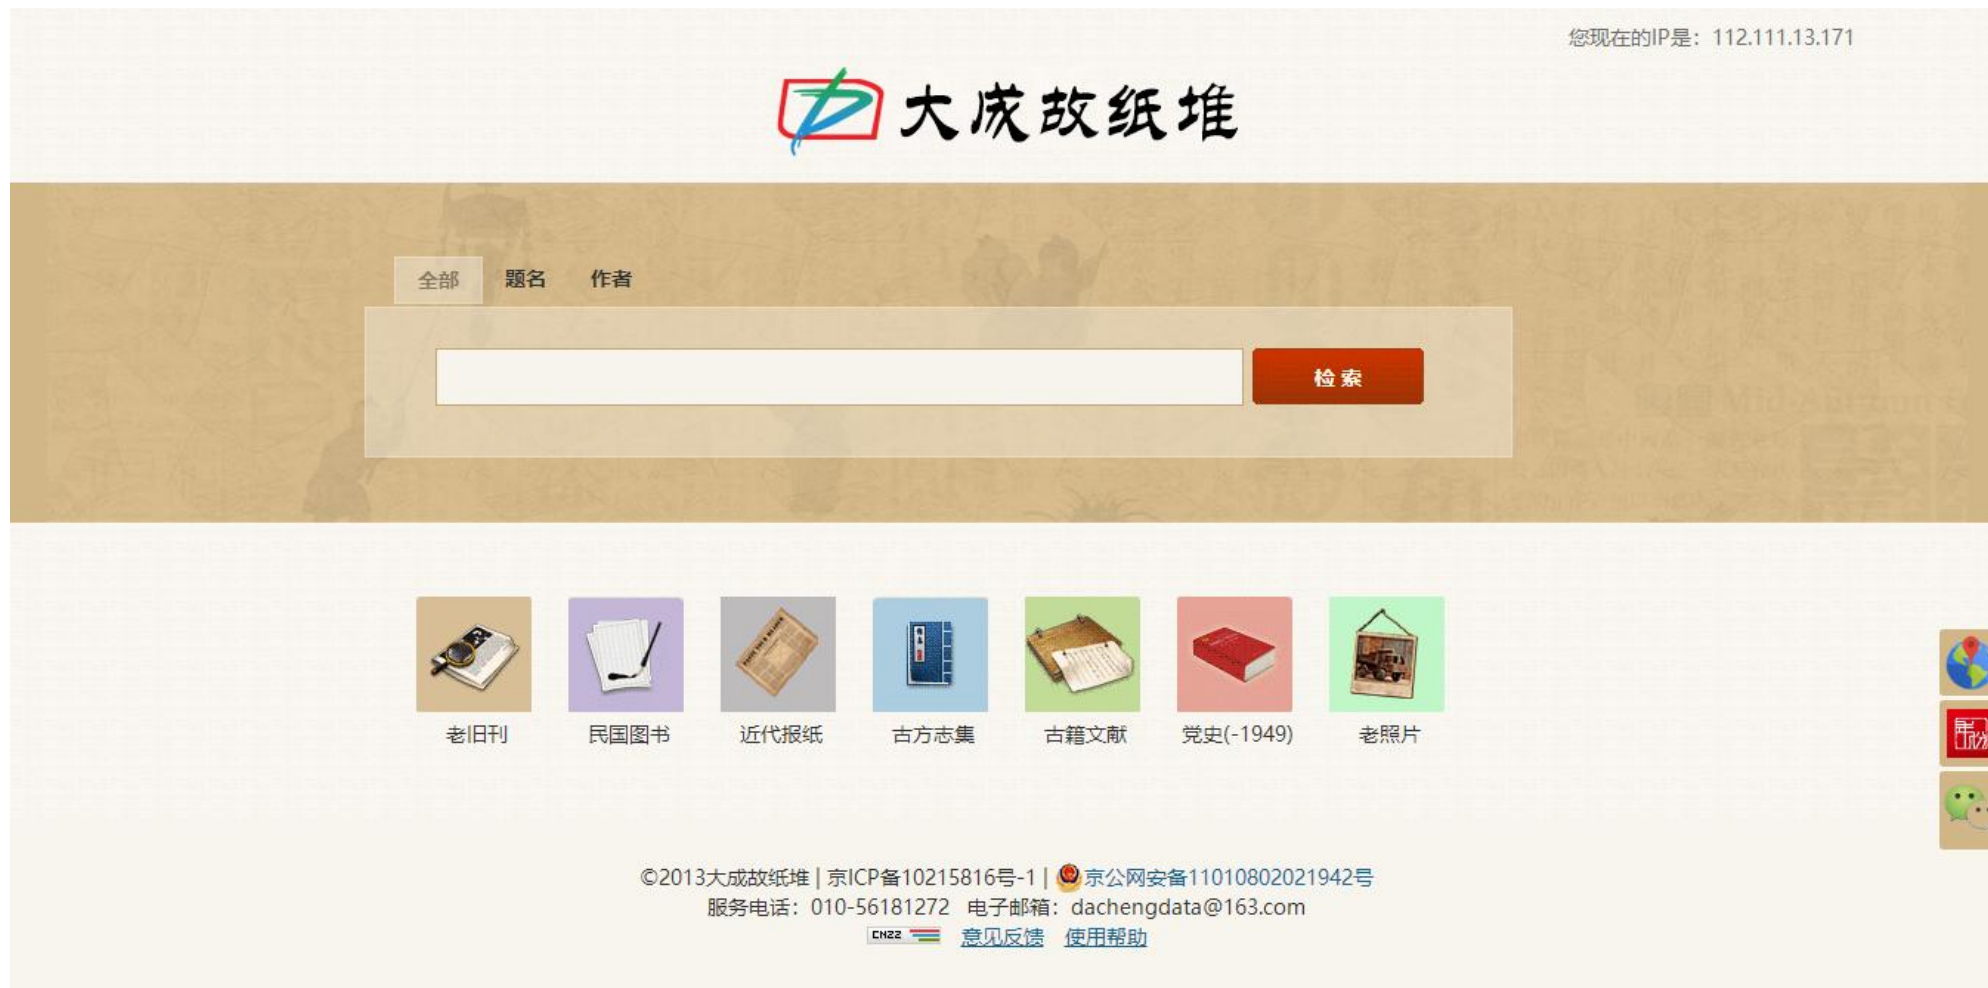 您现在的IP是：112.111.13.171
大成故纸堆
全部 题名 作者
检索
老旧刊 民国图书 近代报纸 古方志集 古籍文献 党史(-1949) 老照片
©2013大成故纸堆 | 京ICP备10215816号-1 | 京公网安备11010802021942号
服务电话：010-56181272 电子邮箱：dachengdata@163.com
CNZZ 意见反馈 使用帮助